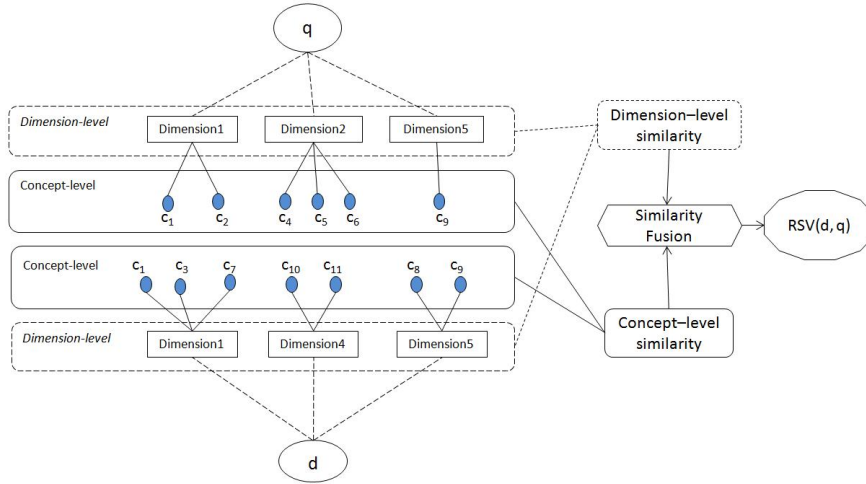 q
Dimension-level
Dimension1
Dimension2
Dimension5
Dimension–level
similarity
Concept-level
c1
c2
c4
c5
c6
c9
Similarity
Fusion
RSV(d, q)
Concept-level
c1
c3
c7
c10
c11
c8
c9
Dimension-level
Dimension1
Dimension4
Dimension5
Concept–level
similarity
d